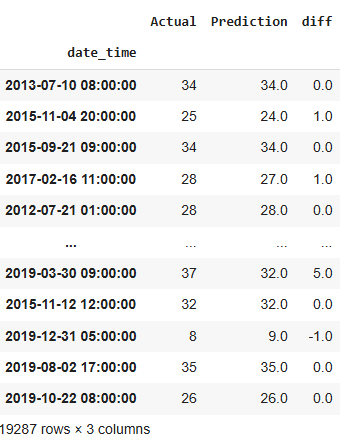 Actual Prediction diff
date_time
2013-07-10 08:00:00 34 34.0 0.0
2015-11-04 20:00:00 25 24.0 1.0
2015-09-21 09:00:00 34 34.0 0.0
2017-02-16 11:00:00 28 27.0 1.0
2012-07-21 01:00:00 28 28.0 0.0
... ... ... ...
2019-03-30 09:00:00 37 32.0 5.0
2015-11-12 12:00:00 32 32.0 0.0
2019-12-31 05:00:00 8 9.0 -1.0
2019-08-02 17:00:00 35 35.0 0.0
2019-10-22 08:00:00 26 26.0 0.0
19287 rows × 3 columns